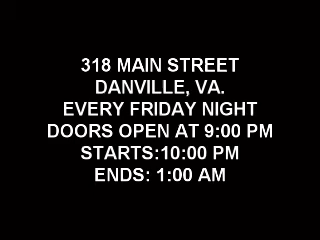 318 MAIN STREET
DANVILLE, VA.
EVERY FRIDAY NIGHT
DOORS OPEN AT 9:00 PM
STARTS:10:00 PM
ENDS: 1:00 AM